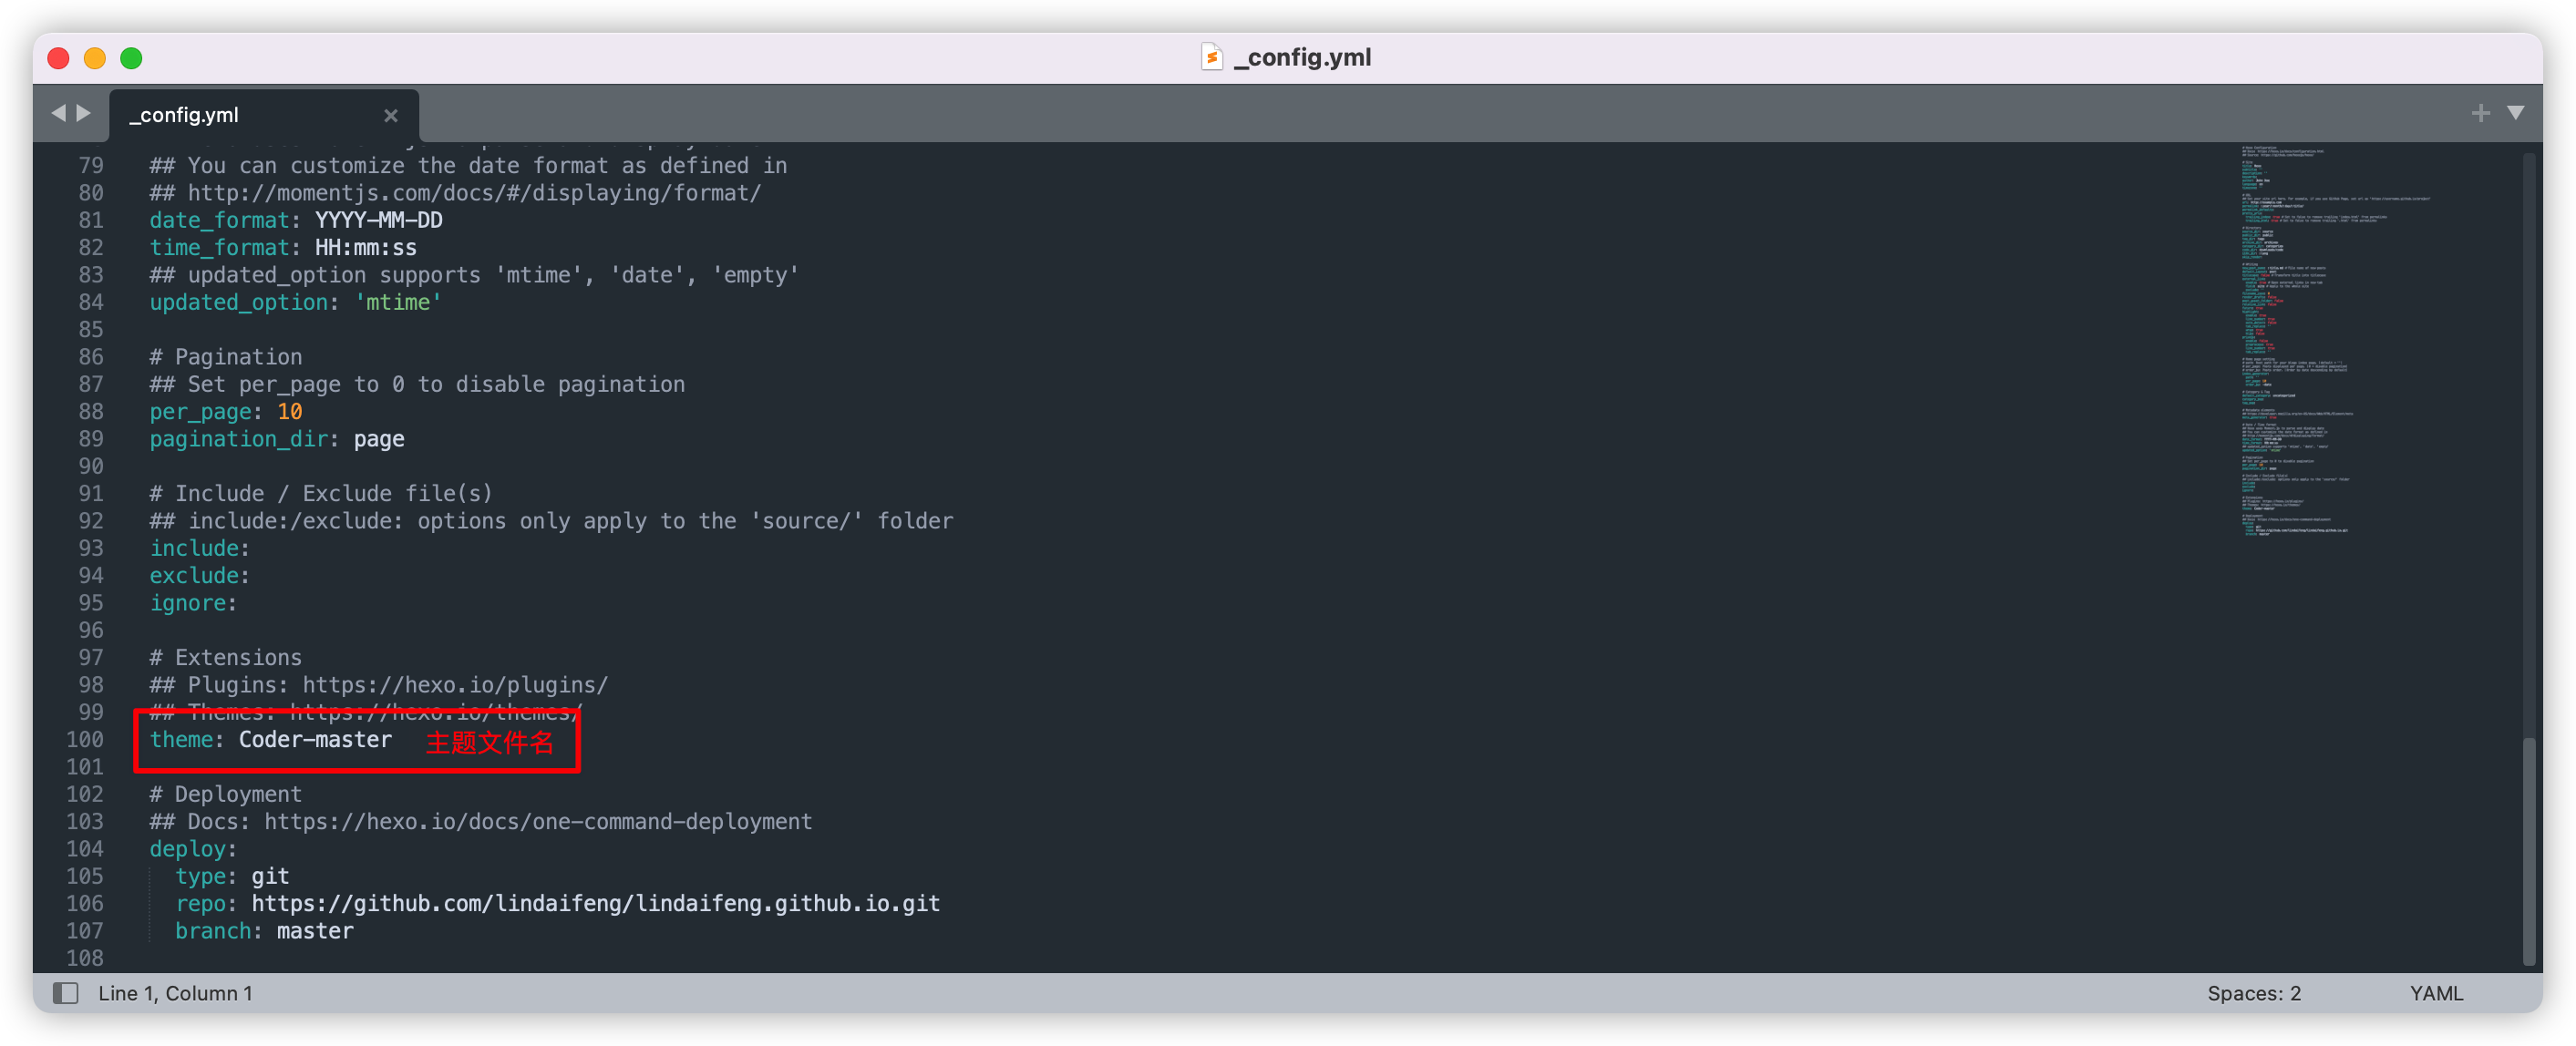 _config.yml
_config.yml
79 ## You can customize the date format as defined in
80 ## http://momentjs.com/docs/#/displaying/format/
81 date_format: YYYY-MM-DD
82 time_format: HH:mm:ss
83 ## updated_option supports 'mtime', 'date', 'empty'
84 updated_option: 'mtime'
85
86 # Pagination
87 ## Set per_page to 0 to disable pagination
88 per_page: 10
89 pagination_dir: page
90
91 # Include / Exclude file(s)
92 ## include:/exclude: options only apply to the 'source/' folder
93 include:
94 exclude:
95 ignore:
96
97 # Extensions
98 ## Plugins: https://hexo.io/plugins/
99 ## Themes: https://hexo.io/themes/
100 theme: Coder-master 主题文件名
101
102 # Deployment
103 ## Docs: https://hexo.io/docs/one-command-deployment
104 deploy:
105 type: git
106 repo: https://github.com/lindaifeng/lindaifeng.github.io.git
107 branch: master
108
Line 1, Column 1
Spaces: 2
YAML